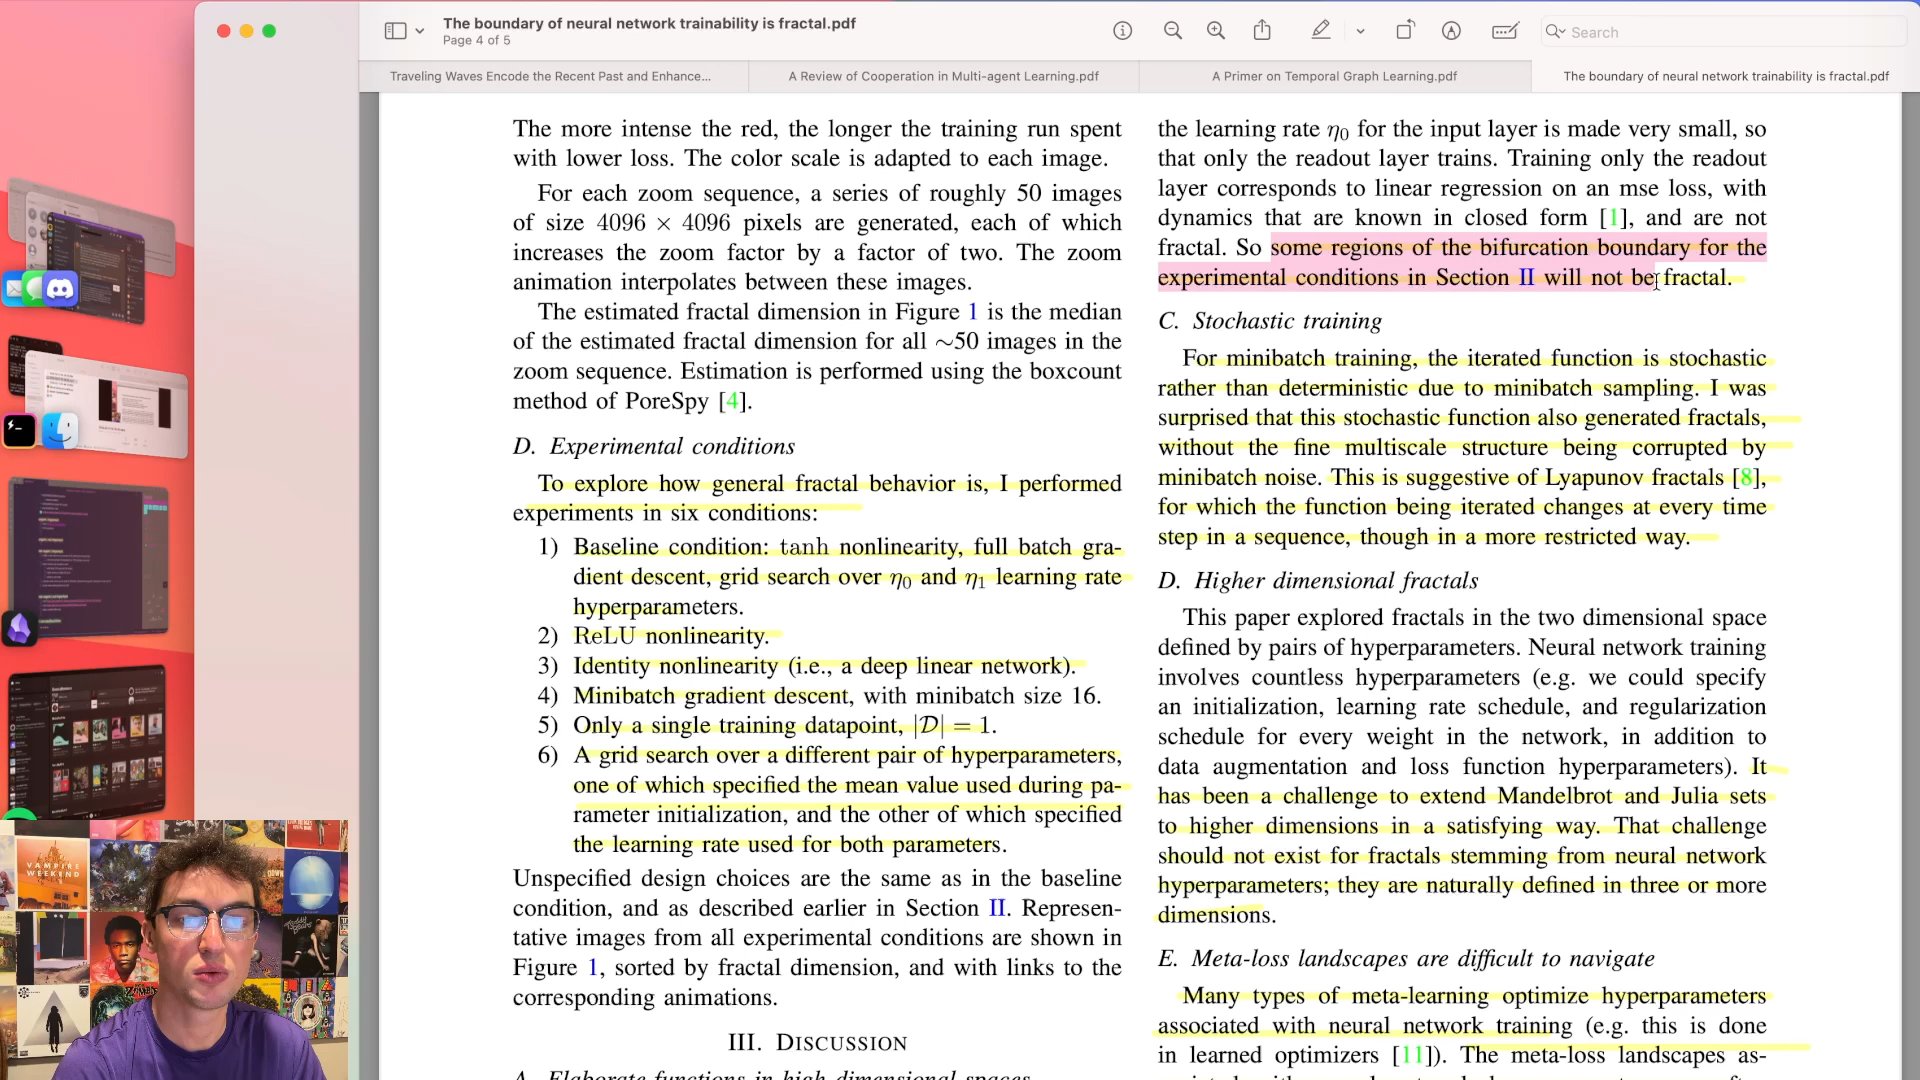 The boundary of neural network trainability is fractal.pdf
Page 4 of 5
Search
Traveling Waves Encode the Recent Past and Enhance...
A Review of Cooperation in Multi-agent Learning.pdf
A Primer on Temporal Graph Learning.pdf
The boundary of neural network trainability is fractal.pdf
The more intense the red, the longer the training run spent
with lower loss. The color scale is adapted to each image.
For each zoom sequence, a series of roughly 50 images
of size 4096 × 4096 pixels are generated, each of which
increases the zoom factor by a factor of two. The zoom
animation interpolates between these images.
The estimated fractal dimension in Figure 1 is the median
of the estimated fractal dimension for all ∼50 images in the
zoom sequence. Estimation is performed using the boxcount
method of PoreSpy [4].
D. Experimental conditions
To explore how general fractal behavior is, I performed
experiments in six conditions:
1) Baseline condition: tanh nonlinearity, full batch gra-
dient descent, grid search over η0 and η1 learning rate
hyperparameters.
2) ReLU nonlinearity.
3) Identity nonlinearity (i.e., a deep linear network).
4) Minibatch gradient descent, with minibatch size 16.
5) Only a single training datapoint, |D| = 1.
6) A grid search over a different pair of hyperparameters,
one of which specified the mean value used during pa-
rameter initialization, and the other of which specified
the learning rate used for both parameters.
Unspecified design choices are the same as in the baseline
condition, and as described earlier in Section II. Represen-
tative images from all experimental conditions are shown in
Figure 1, sorted by fractal dimension, and with links to the
corresponding animations.
III. DISCUSSION
A. Elaborate functions in high dimensional spaces
the learning rate η0 for the input layer is made very small, so
that only the readout layer trains. Training only the readout
layer corresponds to linear regression on an mse loss, with
dynamics that are known in closed form [1], and are not
fractal. So some regions of the bifurcation boundary for the
experimental conditions in Section II will not be fractal.
C. Stochastic training
For minibatch training, the iterated function is stochastic
rather than deterministic due to minibatch sampling. I was
surprised that this stochastic function also generated fractals,
without the fine multiscale structure being corrupted by
minibatch noise. This is suggestive of Lyapunov fractals [8],
for which the function being iterated changes at every time
step in a sequence, though in a more restricted way.
D. Higher dimensional fractals
This paper explored fractals in the two dimensional space
defined by pairs of hyperparameters. Neural network training
involves countless hyperparameters (e.g. we could specify
an initialization, learning rate schedule, and regularization
schedule for every weight in the network, in addition to
data augmentation and loss function hyperparameters). It
has been a challenge to extend Mandelbrot and Julia sets
to higher dimensions in a satisfying way. That challenge
should not exist for fractals stemming from neural network
hyperparameters; they are naturally defined in three or more
dimensions.
E. Meta-loss landscapes are difficult to navigate
Many types of meta-learning optimize hyperparameters
associated with neural network training (e.g. this is done
in learned optimizers [11]). The meta-loss landscapes as-
VAMPIRE
WEEKEND